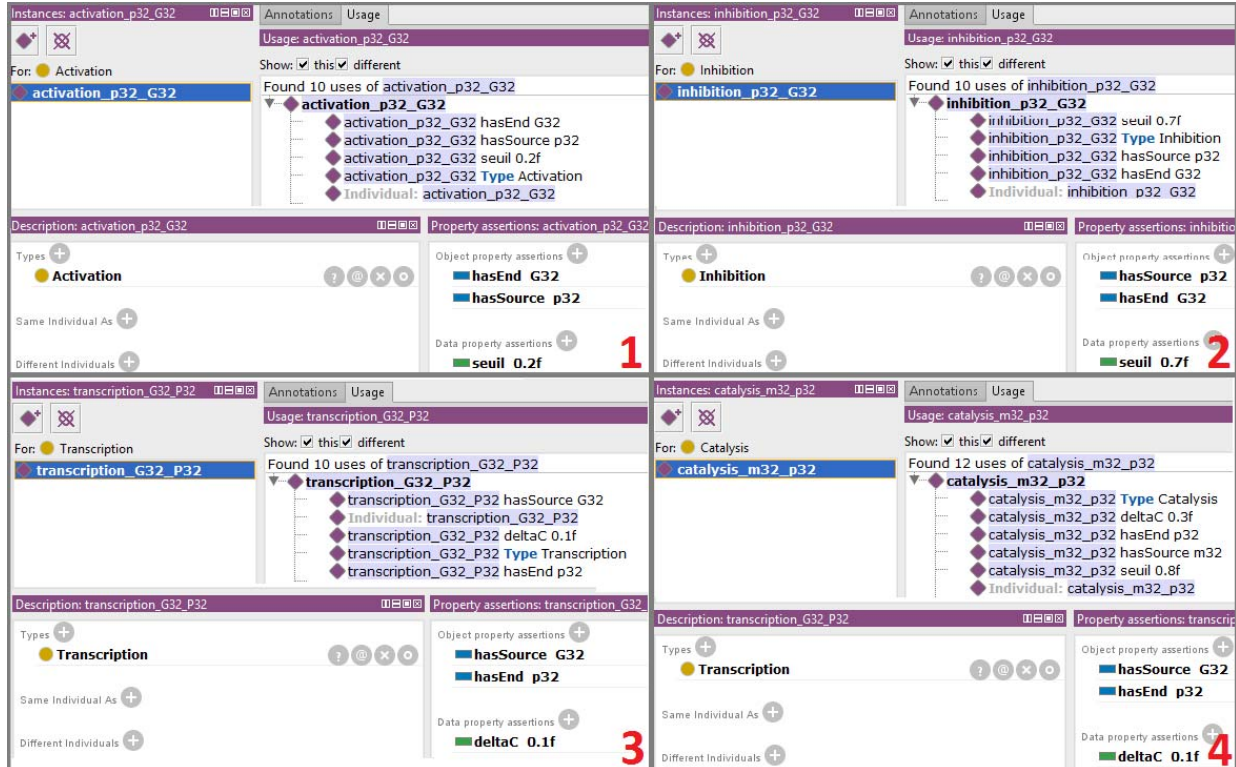 Instances: activation_p32_G32
For: Activation
activation_p32_G32
Annotations Usage
Usage: activation_p32_G32
Show: this different
Found 10 uses of activation_p32_G32
activation_p32_G32
activation_p32_G32 hasEnd G32
activation_p32_G32 hasSource p32
activation_p32_G32 seuil 0.2f
activation_p32_G32 Type Activation
Individual: activation_p32_G32
Description: activation_p32_G32
Types
Activation
Same Individual As
Different Individuals
Property assertions: activation_p32_G32
Object property assertions
hasEnd G32
hasSource p32
Data property assertions
seuil 0.2f
1
Instances: inhibition_p32_G32
For: Inhibition
inhibition_p32_G32
Annotations Usage
Usage: inhibition_p32_G32
Show: this different
Found 10 uses of inhibition_p32_G32
inhibition_p32_G32
inhibition_p32_G32 seuil 0.7f
inhibition_p32_G32 Type Inhibition
inhibition_p32_G32 hasSource p32
inhibition_p32_G32 hasEnd G32
Individual: inhibition_p32_G32
Description: inhibition_p32_G32
Types
Inhibition
Same Individual As
Different Individuals
Property assertions: inhibitio
Object property assertions
hasSource p32
hasEnd G32
Data property assertions
seuil 0.7f
2
Instances: transcription_G32_P32
For: Transcription
transcription_G32_P32
Annotations Usage
Usage: transcription_G32_P32
Show: this different
Found 10 uses of transcription_G32_P32
transcription_G32_P32
transcription_G32_P32 hasSource G32
Individual: transcription_G32_P32
transcription_G32_P32 deltaC 0.1f
transcription_G32_P32 Type Transcription
transcription_G32_P32 hasEnd p32
Description: transcription_G32_P32
Types
Transcription
Same Individual As
Different Individuals
Property assertions: transcription_G32_
Object property assertions
hasSource G32
hasEnd p32
Data property assertions
deltaC 0.1f
3
Instances: catalysis_m32_p32
For: Catalysis
catalysis_m32_p32
Annotations Usage
Usage: catalysis_m32_p32
Show: this different
Found 12 uses of catalysis_m32_p32
catalysis_m32_p32
catalysis_m32_p32 Type Catalysis
catalysis_m32_p32 deltaC 0.3f
catalysis_m32_p32 hasEnd p32
catalysis_m32_p32 hasSource m32
catalysis_m32_p32 seuil 0.8f
Individual: catalysis_m32_p32
Description: transcription_G32_P32
Types
Transcription
Same Individual As
Different Individuals
Property assertions: transcrip
Object property assertions
hasSource G32
hasEnd p32
Data property assertions
deltaC 0.1f
4